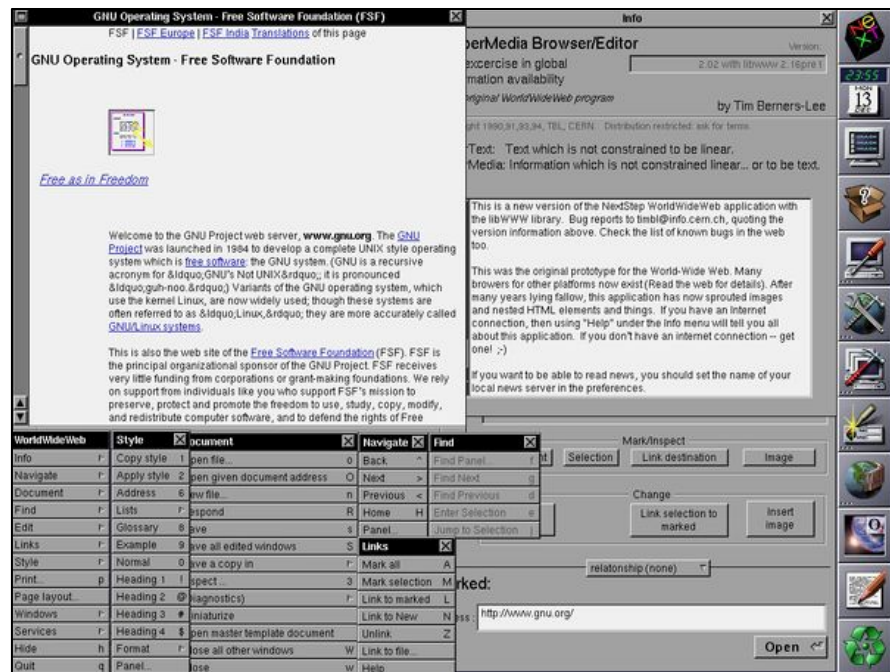 GNU Operating System - Free Software Foundation (FSF)
FSF | FSF Europe | FSF India Translations of this page
GNU Operating System - Free Software Foundation
Free as in Freedom
Welcome to the GNU Project web server, www.gnu.org. The GNU
Project was launched in 1984 to develop a complete UNIX style operating
system which is free software: the GNU system. (GNU is a recursive
acronym for &ldquo;GNU's Not UNIX&rdquo;; it is pronounced
&ldquo;guh-noo.&rdquo;) Variants of the GNU operating system, which
use the kernel Linux, are now widely used; though these systems are
often referred to as &ldquo;Linux,&rdquo; they are more accurately called
GNU/Linux systems.
This is also the web site of the Free Software Foundation (FSF). FSF is
the principal organizational sponsor of the GNU Project. FSF receives
very little funding from corporations or grant-making foundations. We rely
on support from individuals like you who support FSF's mission to
preserve, protect and promote the freedom to use, study, copy, modify,
and redistribute computer software, and to defend the rights of Free
Info
perMedia Browser/Editor
Version:
excercise in global
2.02 with libwww 2.16pre1
mation availability
original WorldWideWeb program
by Tim Berners-Lee
ght 1990,91,93,94, TBL, CERN. Distribution restricted: ask for terms.
rText: Text which is not constrained to be linear.
rMedia: Information which is not constrained linear... or to be text.
This is a new version of the NextStep WorldWideWeb application with
the libWWW library. Bug reports to timbl@info.cern.ch, quoting the
version information above. Check the list of known bugs in the web
too.
This was the original prototype for the World-Wide Web. Many
browers for other platforms now exist (Read the web for details). After
many years lying fallow, this application has now sprouted images
and nested HTML elements and things. If you have an Internet
connection, then using "Help" under the Info menu will tell you all
about this application. If you don't have an internet connection -- get
one! ;-)
If you want to be able to read news, you should set the name of your
local news server in the preferences.
23:55
MON
13
DEC
WorldWideWeb
Info
Navigate
Document
Find
Edit
Links
Style
Print... p
Page layout...
Windows
Services
Hide h
Quit q
Style
Copy style 1
Apply style 2
Address 6
Lists
Glossary 8
Example 9
Normal 0
Heading 1 !
Heading 2 @
Heading 3 #
Heading 4 $
Format
Panel...
ocument
pen file... o
pen given document address O
ew file... n
espond R
ave s
ave all edited windows S
ave a copy in
nspect ... 3
diagnostics)
iniaturize
pen master template document
lose all other windows W
lose w
Navigate
Back ^
Next >
Previous <
Home H
Panel...
Find
Find Panel... f
Find Next g
Find Previous d
Enter Selection e
Jump to Selection j
Links
Mark all A
Mark selection M
Link to marked L
Link to New N
Unlink Z
Link to file...
Help
Mark/Inspect
Selection
Link destination
Image
Change
Link selection to
marked
Insert
image
relationship (none)
rked:
ess :
http://www.gnu.org/
Open